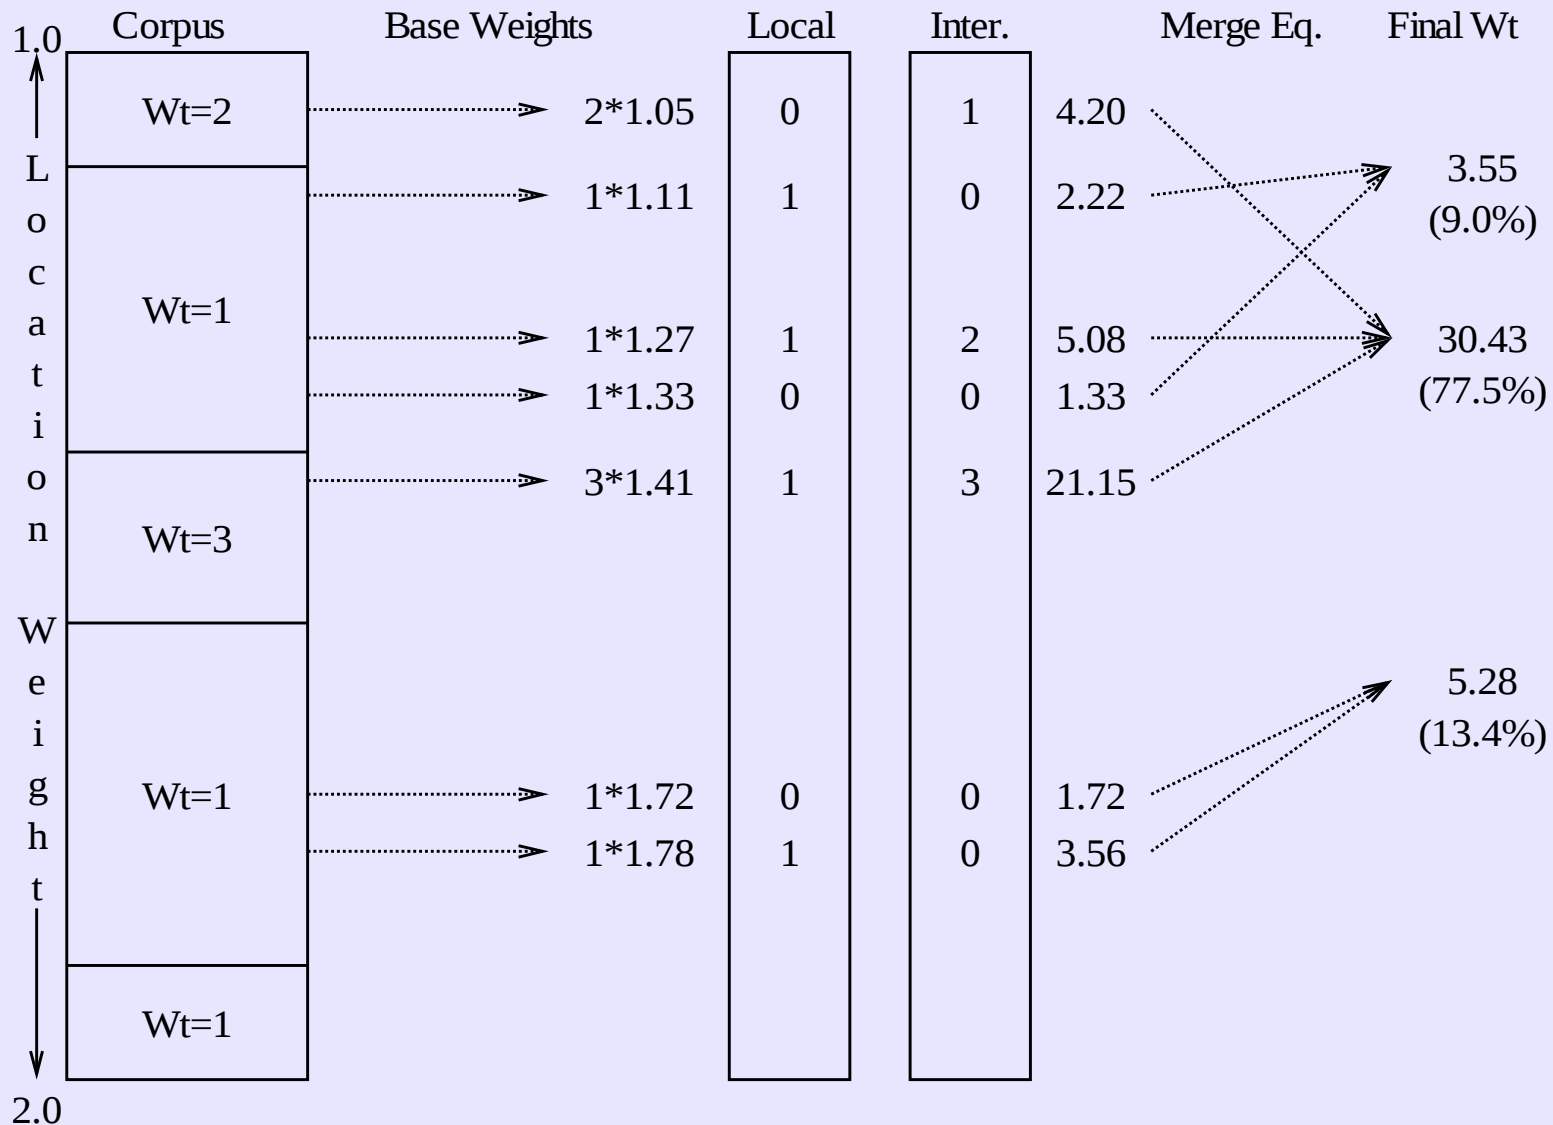 Corpus Base Weights Local Inter. Merge Eq. Final Wt
1.0
Wt=2 2*1.05 0 1 4.20
1*1.11 1 0 2.22 3.55
(9.0%)
Wt=1
1*1.27 1 2 5.08 30.43
1*1.33 0 0 1.33 (77.5%)
3*1.41 1 3 21.15
Wt=3
5.28
(13.4%)
Wt=1 1*1.72 0 0 1.72
1*1.78 1 0 3.56
Wt=1
2.0
Location Weight